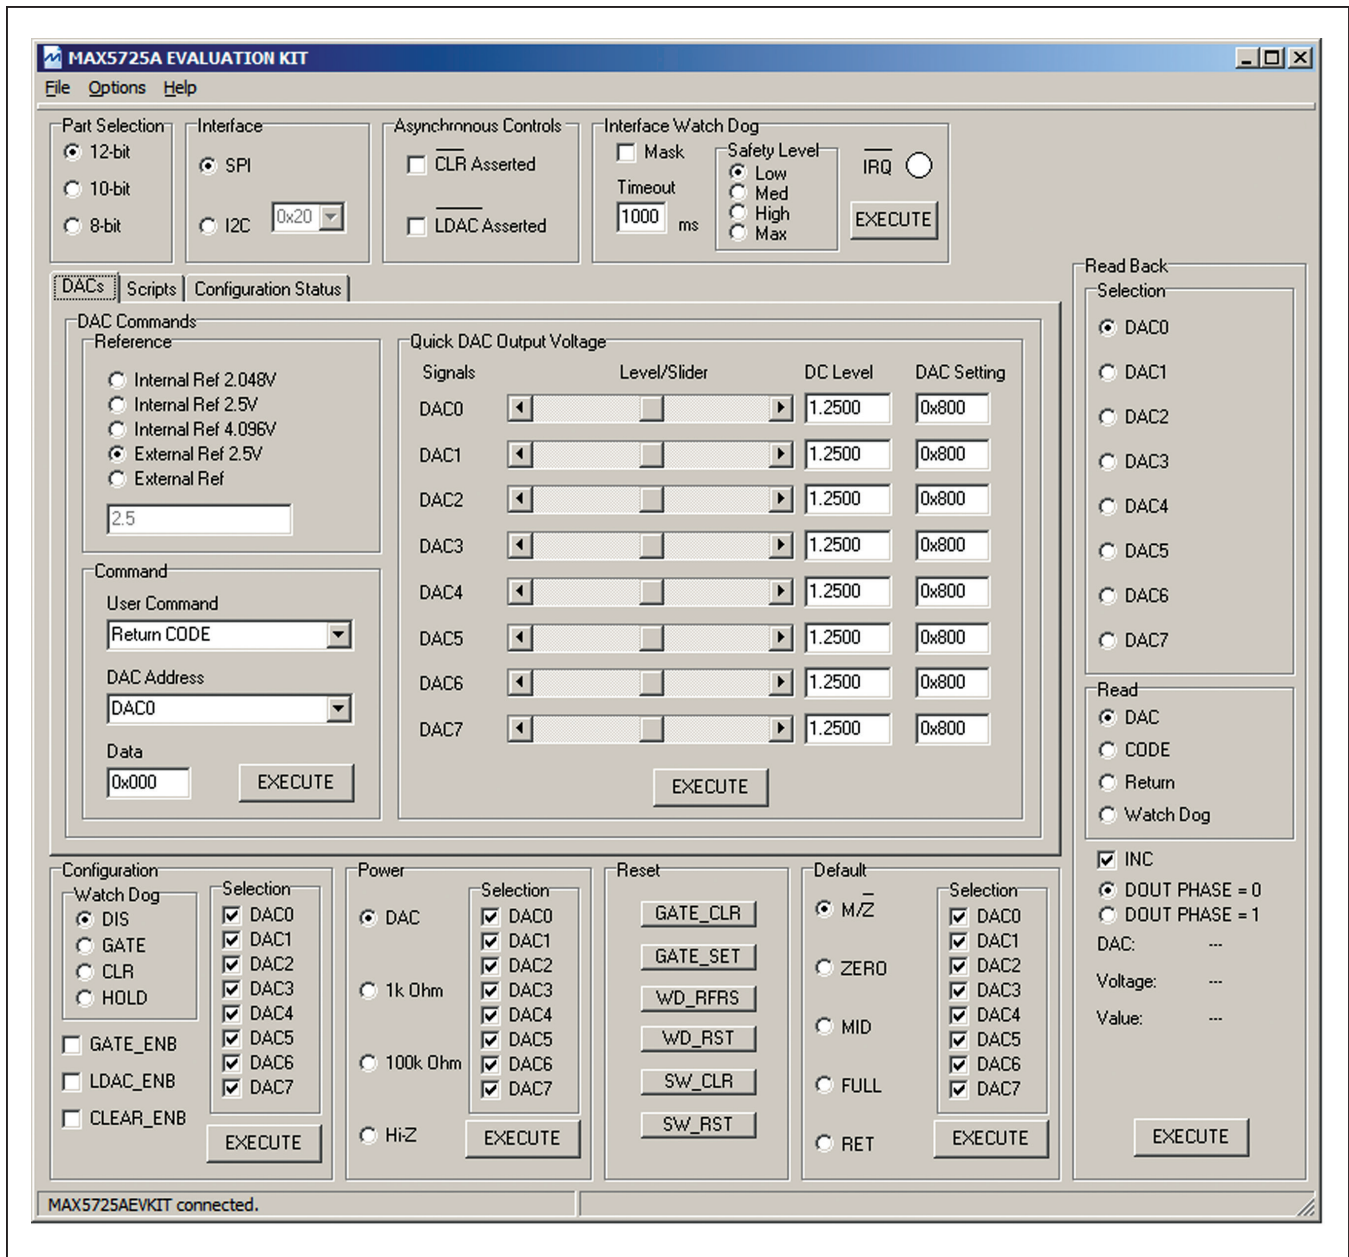 MAX5725A EVALUATION KIT
File Options Help
Part Selection
12-bit
10-bit
8-bit
Interface
SPI
I2C 0x20
Asynchronous Controls
CLR Asserted
LDAC Asserted
Interface Watch Dog
Mask
Timeout
1000 ms
Safety Level
Low
Med
High
Max
IRQ
EXECUTE
DACs Scripts Configuration Status
DAC Commands
Reference
Internal Ref 2.048V
Internal Ref 2.5V
Internal Ref 4.096V
External Ref 2.5V
External Ref
2.5
Command
User Command
Return CODE
DAC Address
DAC0
Data
0x000 EXECUTE
Quick DAC Output Voltage
Signals Level/Slider DC Level DAC Setting
DAC0 1.2500 0x800
DAC1 1.2500 0x800
DAC2 1.2500 0x800
DAC3 1.2500 0x800
DAC4 1.2500 0x800
DAC5 1.2500 0x800
DAC6 1.2500 0x800
DAC7 1.2500 0x800
EXECUTE
Read Back
Selection
DAC0
DAC1
DAC2
DAC3
DAC4
DAC5
DAC6
DAC7
Read
DAC
CODE
Return
Watch Dog
INC
DOUT PHASE = 0
DOUT PHASE = 1
DAC: ---
Voltage: ---
Value: ---
EXECUTE
Configuration
Watch Dog
DIS
GATE
CLR
HOLD
GATE_ENB
LDAC_ENB
CLEAR_ENB
Selection
DAC0
DAC1
DAC2
DAC3
DAC4
DAC5
DAC6
DAC7
EXECUTE
Power
DAC
1k Ohm
100k Ohm
Hi-Z
Selection
DAC0
DAC1
DAC2
DAC3
DAC4
DAC5
DAC6
DAC7
EXECUTE
Reset
GATE_CLR
GATE_SET
WD_RFRS
WD_RST
SW_CLR
SW_RST
Default
M/Z̅
ZERO
MID
FULL
RET
Selection
DAC0
DAC1
DAC2
DAC3
DAC4
DAC5
DAC6
DAC7
EXECUTE
MAX5725AEVKIT connected.